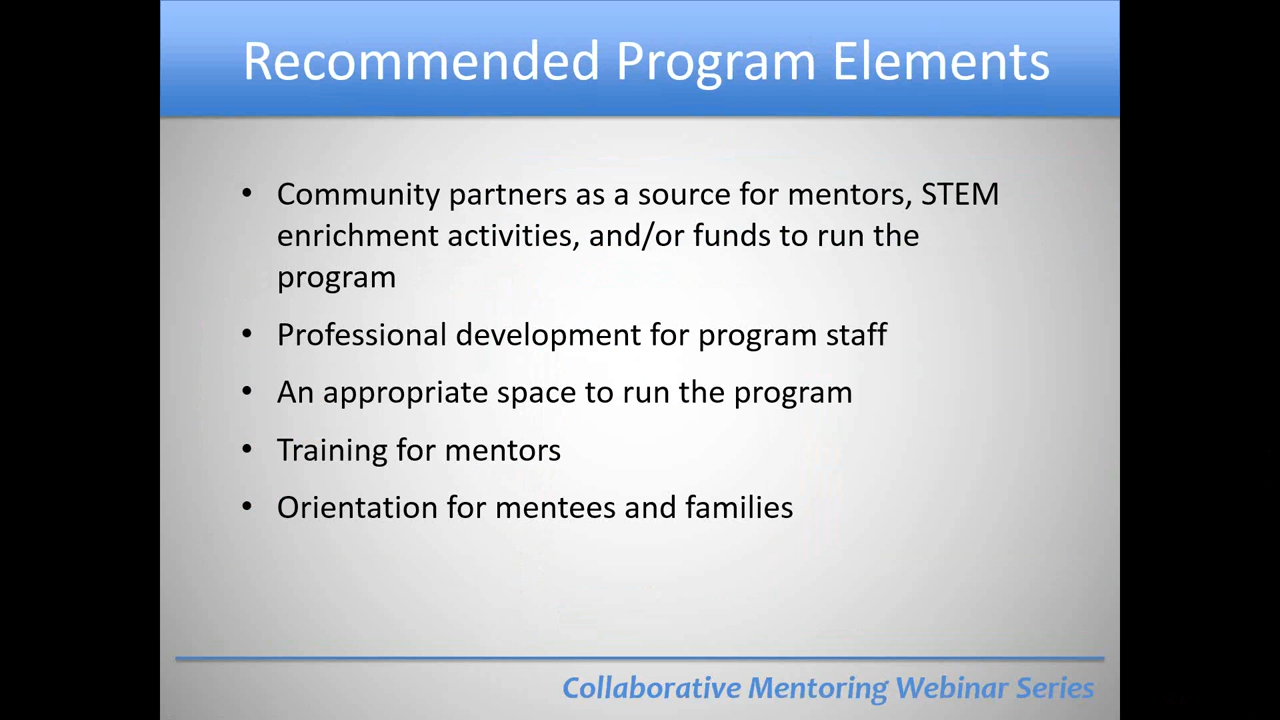 Recommended Program Elements
• Community partners as a source for mentors, STEM
enrichment activities, and/or funds to run the
program
• Professional development for program staff
• An appropriate space to run the program
• Training for mentors
• Orientation for mentees and families
Collaborative Mentoring Webinar Series